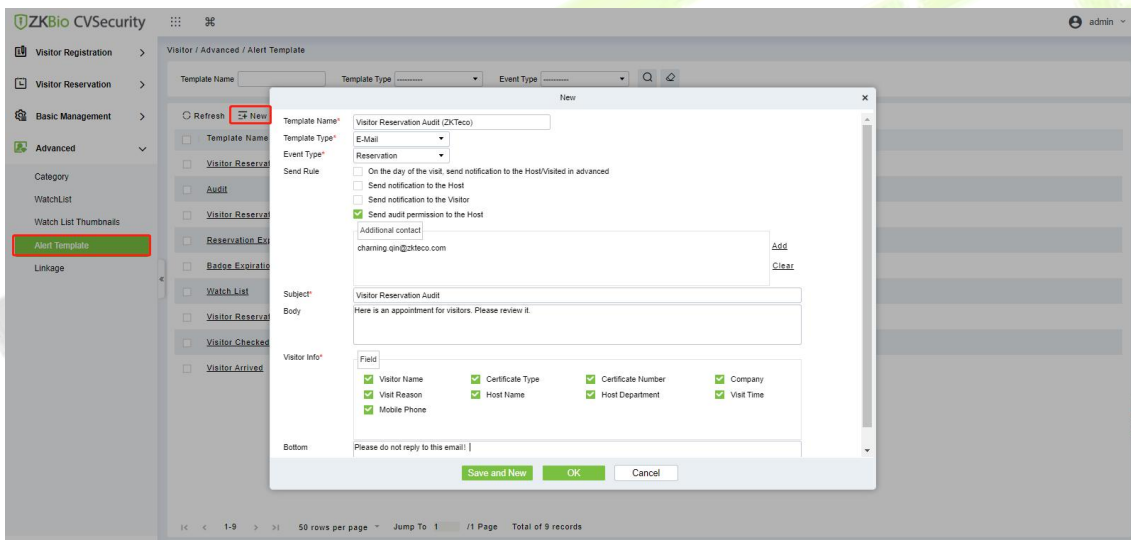 ZKBio CVSecurity
admin
Visitor Registration
Visitor Reservation
Basic Management
Advanced
Category
WatchList
Watch List Thumbnails
Alert Template
Linkage
Visitor / Advanced / Alert Template
Template Name Template Type ---------- Event Type ----------
Refresh New
Template Name
Visitor Reservat
Audit
Visitor Reservat
Reservation Exp
Badge Expiratio
Watch List
Visitor Reservat
Visitor Checked
Visitor Arrived
New
Template Name* Visitor Reservation Audit (ZKTeco)
Template Type* E-Mail
Event Type* Reservation
Send Rule On the day of the visit, send notification to the Host/Visited in advanced
Send notification to the Host
Send notification to the Visitor
Send audit permission to the Host
Additional contact
charning.qin@zkteco.com
Add
Clear
Subject* Visitor Reservation Audit
Body Here is an appointment for visitors. Please review it.
Visitor Info* Field
Visitor Name Certificate Type Certificate Number Company
Visit Reason Host Name Host Department Visit Time
Mobile Phone
Bottom Please do not reply to this email!
Save and New OK Cancel
1-9 50 rows per page Jump To 1 /1 Page Total of 9 records